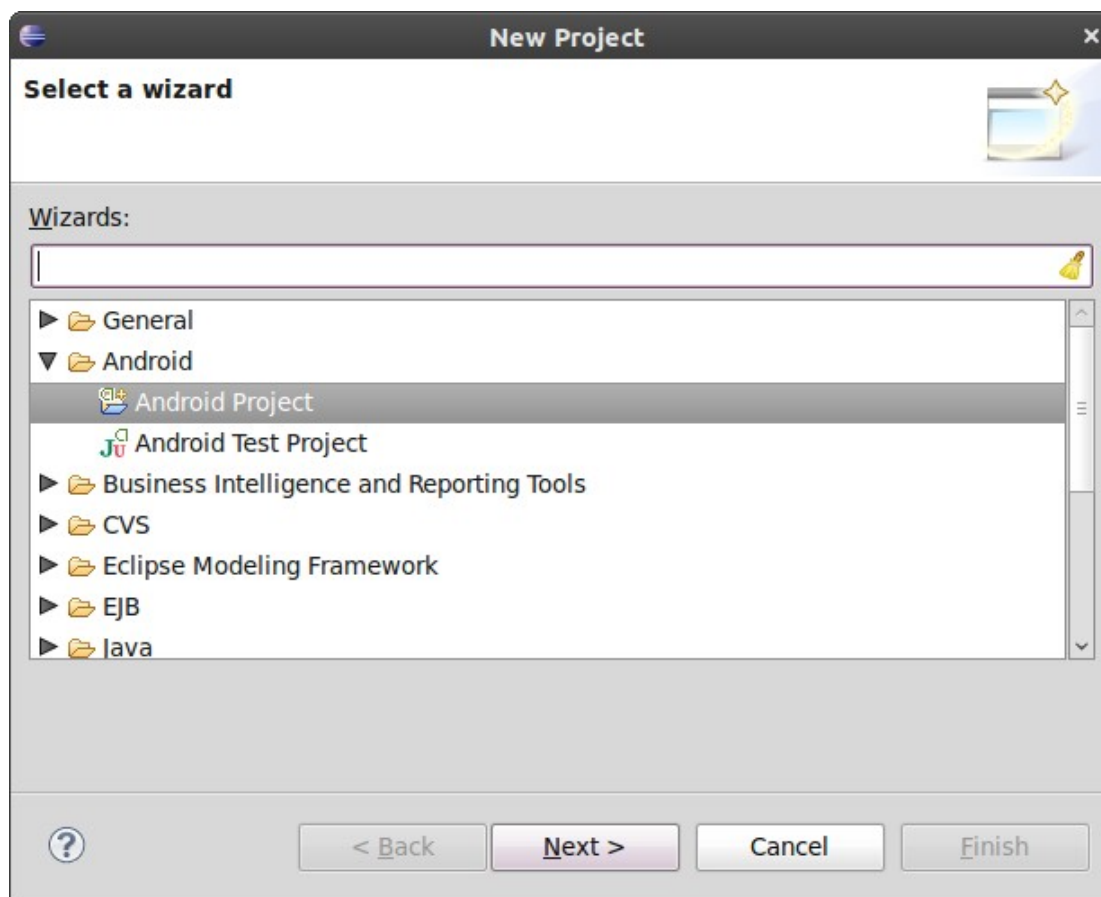 New Project
Select a wizard
Wizards:
General
Android
Android Project
Android Test Project
Business Intelligence and Reporting Tools
CVS
Eclipse Modeling Framework
EJB
Java
?
< Back
Next >
Cancel
Finish